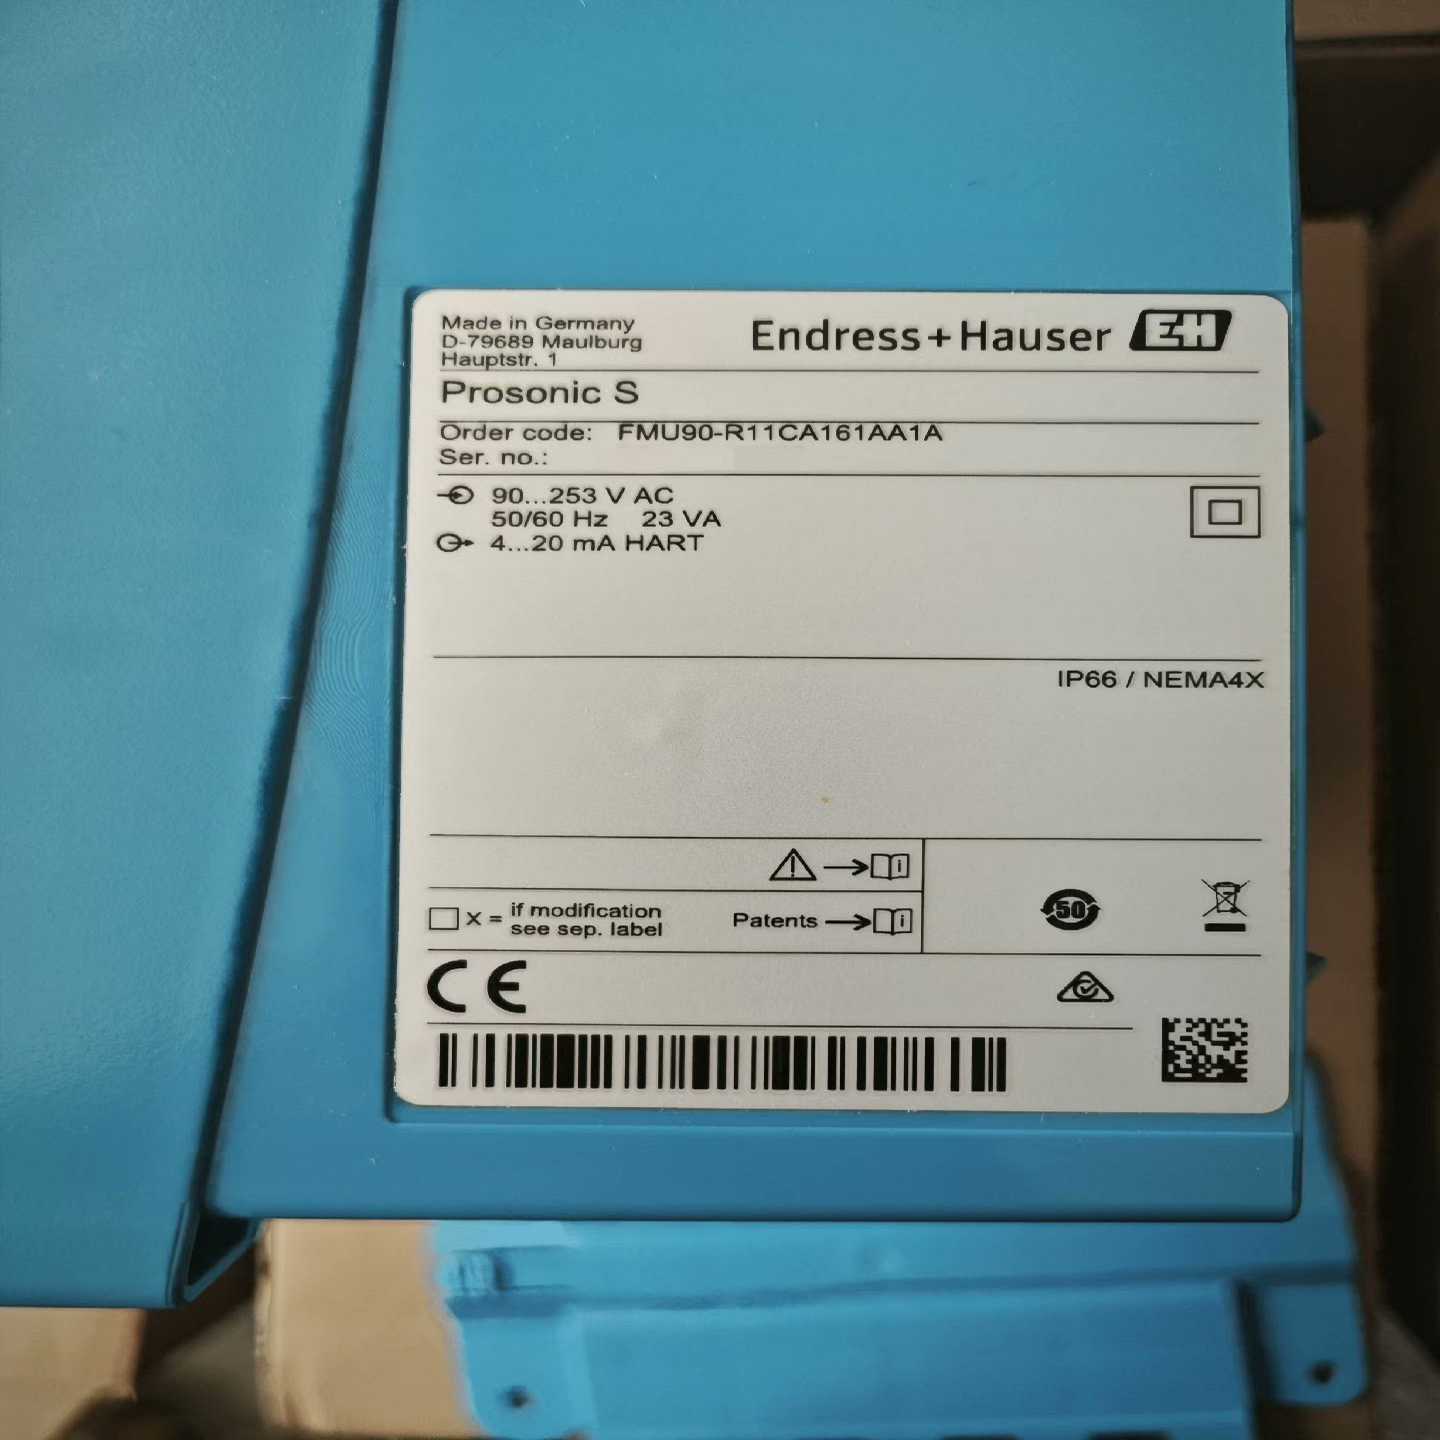 Made in Germany
D-79689 Maulburg
Hauptstr. 1
Endress+Hauser EH
Prosonic S
Order code: FMU90-R11CA161AA1A
Ser. no.:
90...253 V AC
50/60 Hz 23 VA
4...20 mA HART
IP66 / NEMA4X
i
x = if modification
see sep. label
Patents i
50
CE